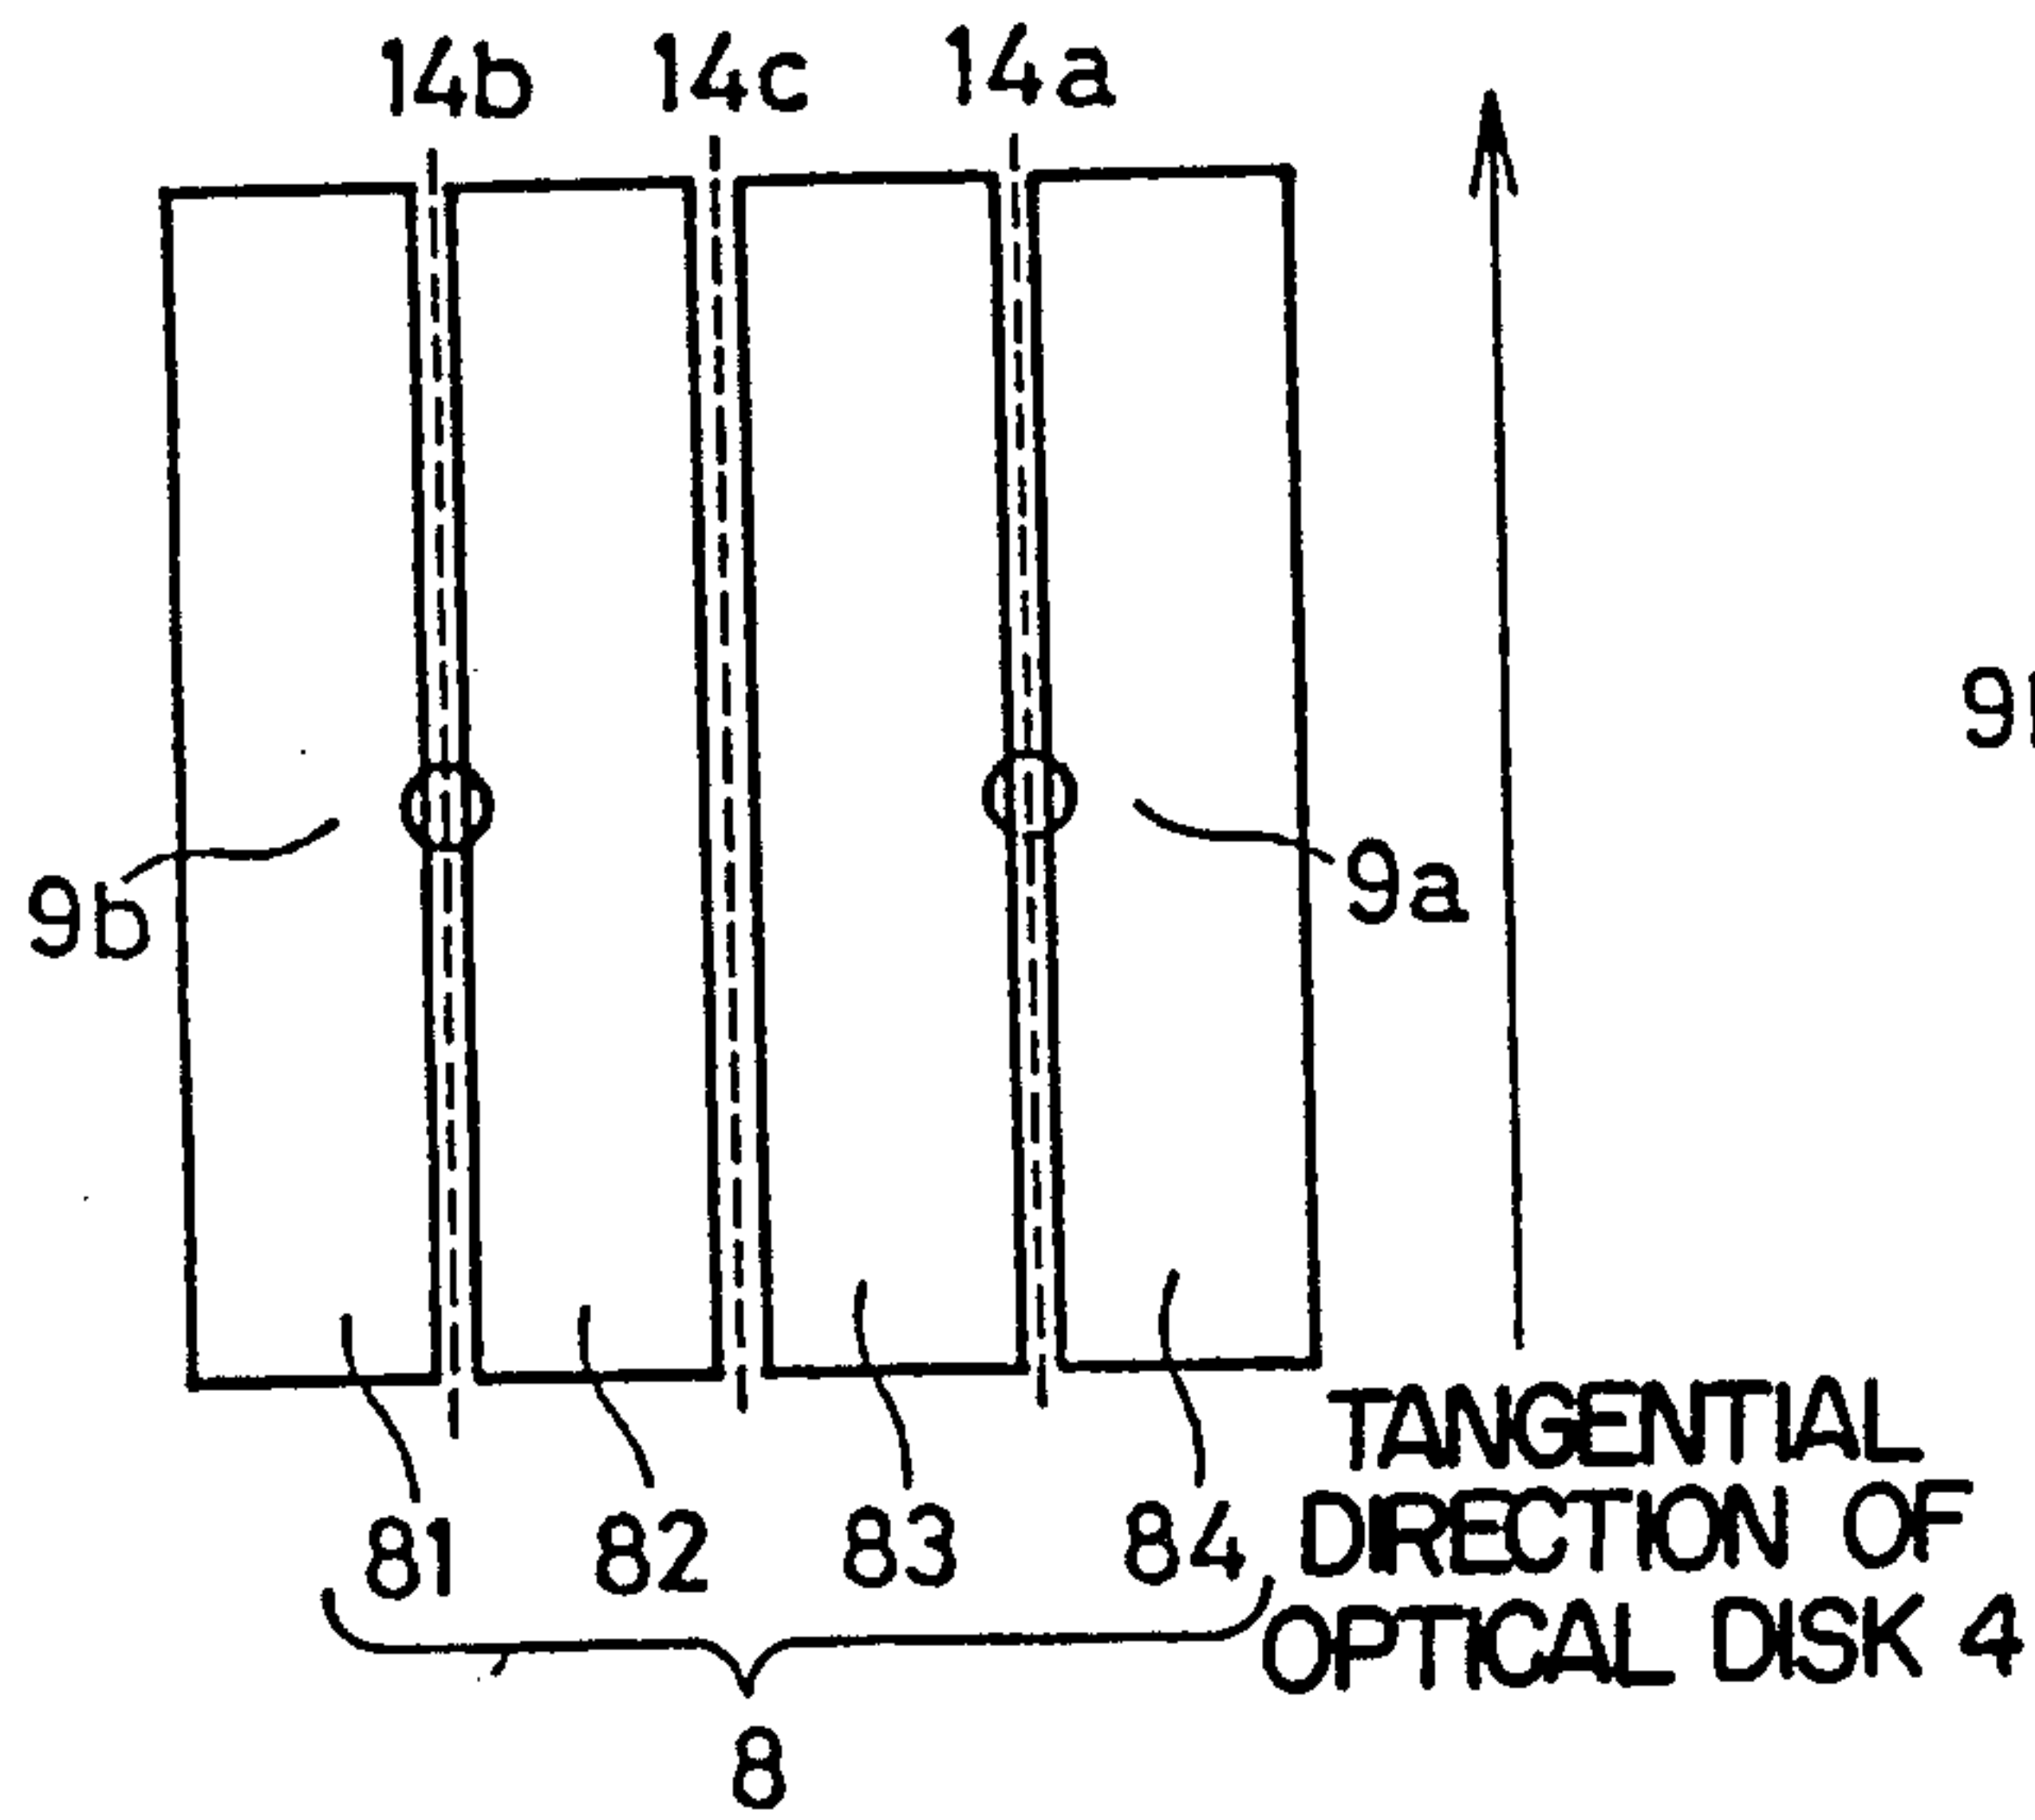 14b 14c 14a
9b
9a
81 82 83 84
8
TANGENTIAL
DIRECTION OF
OPTICAL DISK 4